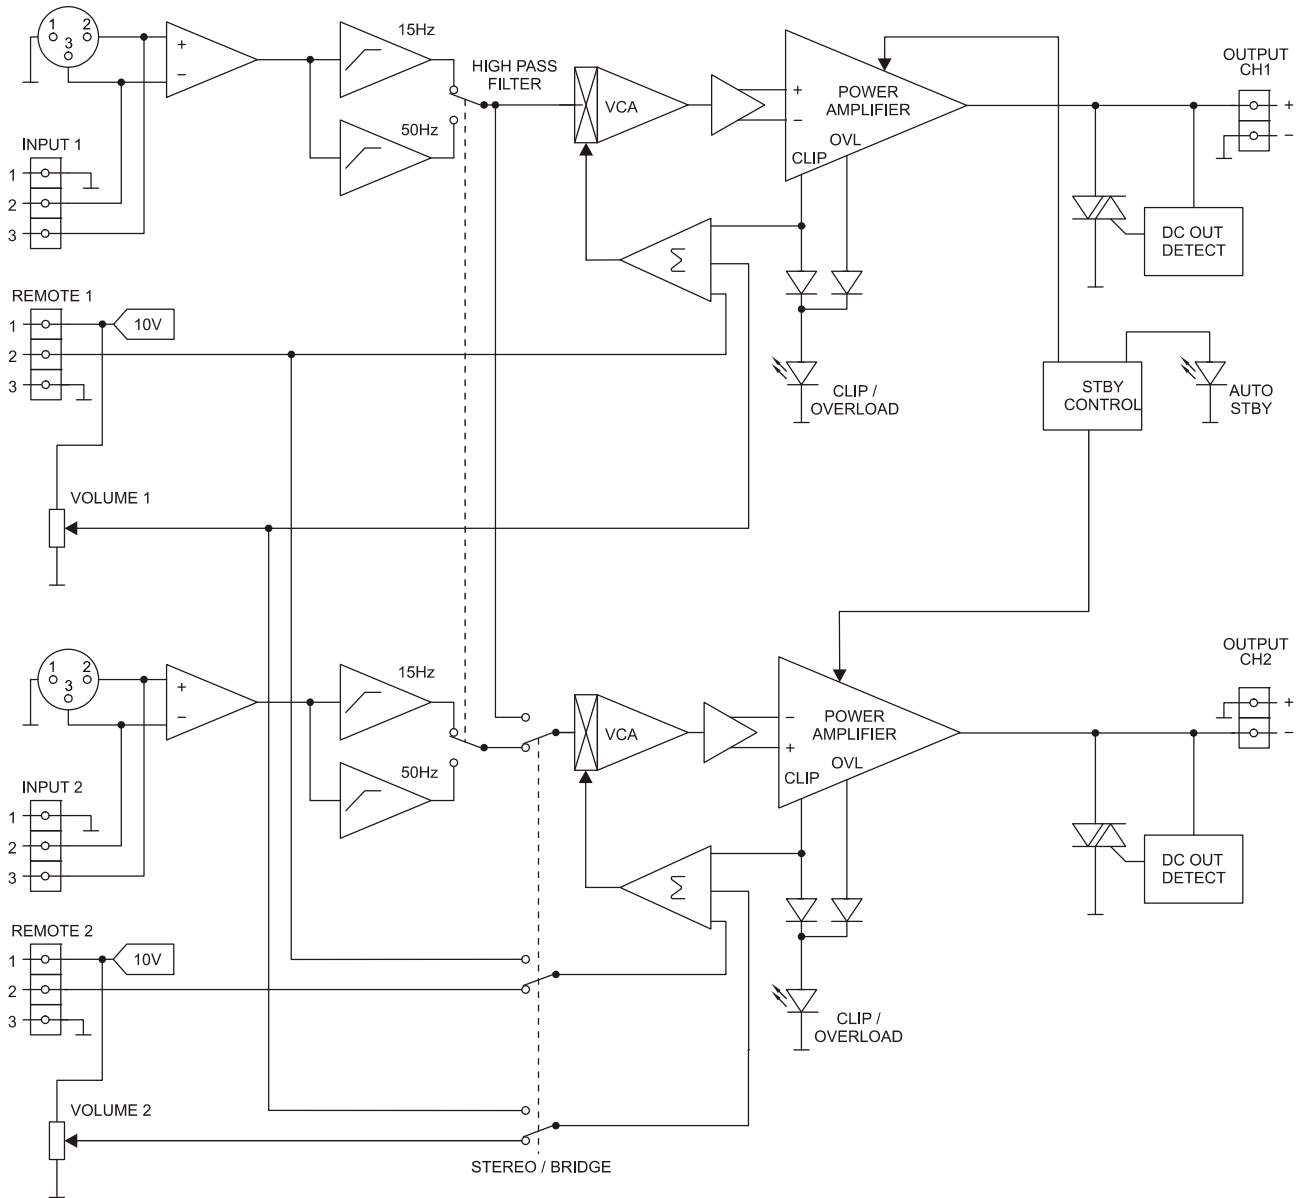 1
2
3
+
−
15Hz
50Hz
HIGH PASS
FILTER
VCA
+
−
POWER
AMPLIFIER
OVL
CLIP
OUTPUT
CH1
+
−
INPUT 1
1
2
3
Σ
DC OUT
DETECT
REMOTE 1
1
2
3
10V
CLIP /
OVERLOAD
STBY
CONTROL
AUTO
STBY
VOLUME 1
1
2
3
+
−
15Hz
50Hz
VCA
−
+
POWER
AMPLIFIER
OVL
CLIP
OUTPUT
CH2
+
−
INPUT 2
1
2
3
Σ
DC OUT
DETECT
REMOTE 2
1
2
3
10V
CLIP /
OVERLOAD
VOLUME 2
STEREO / BRIDGE